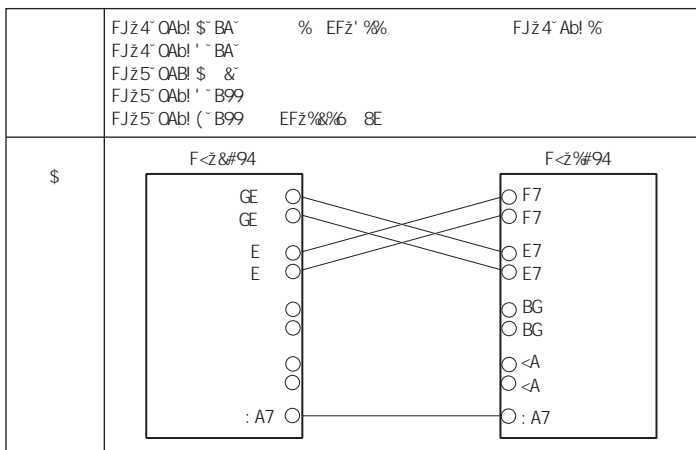 FJž4˘OAb! $˘BA˘ % EFž'%% FJž4˘Ab! %˘
FJž4˘OAb! '˘BA˘
FJž5˘OAB! $ &˘
FJž5˘OAb! '˘B99
FJž5˘OAb! (˘B99 EFž%&%6 8E
$
F<ž&#94 F<ž%#94
GE F7
GE F7
E E7
E E7
BG
BG
<A
<A
:A7 :A7